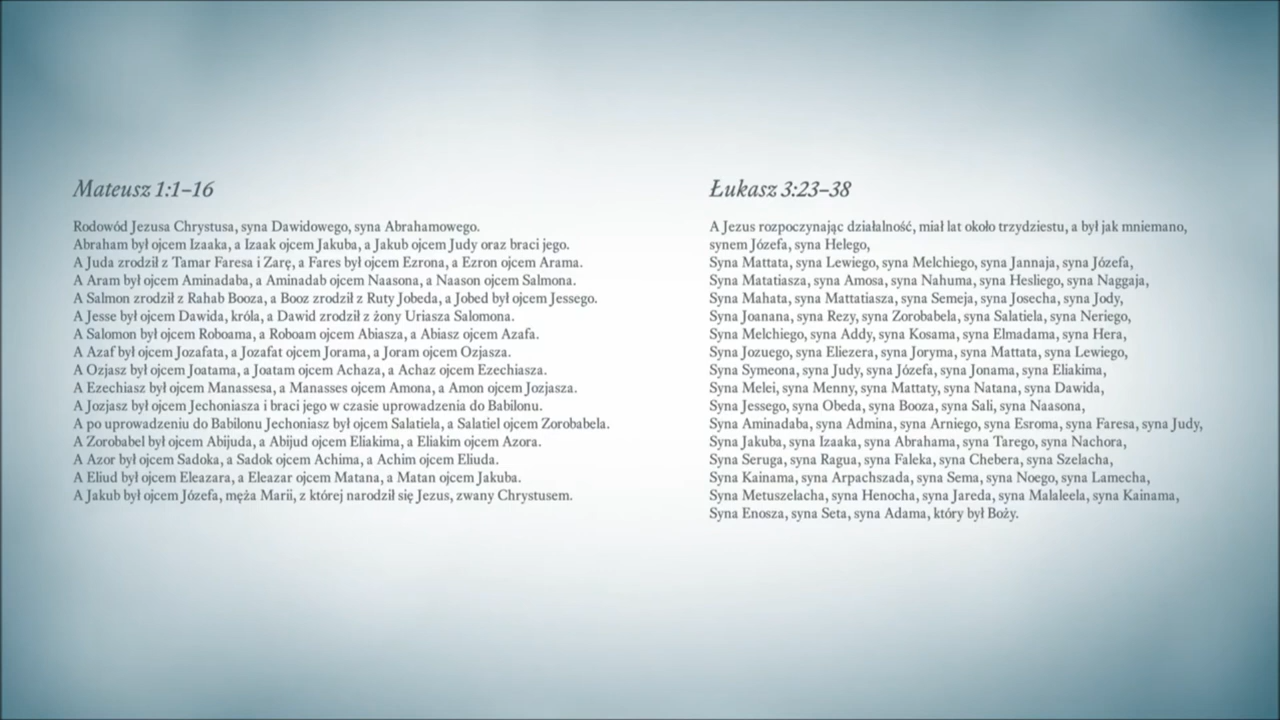 Mateusz 1:1–16
Rodowód Jezusa Chrystusa, syna Dawidowego, syna Abrahamowego.
Abraham był ojcem Izaaka, a Izaak ojcem Jakuba, a Jakub ojcem Judy oraz braci jego.
A Juda zrodził z Tamar Faresa i Zarę, a Fares był ojcem Ezrona, a Ezron ojcem Arama.
A Aram był ojcem Aminadaba, a Aminadab ojcem Naasona, a Naason ojcem Salmona.
A Salmon zrodził z Rahab Booza, a Booz zrodził z Ruty Jobeda, a Jobed był ojcem Jessego.
A Jesse był ojcem Dawida, króla, a Dawid zrodził z żony Uriasza Salomona.
A Salomon był ojcem Roboama, a Roboam ojcem Abiasza, a Abiasz ojcem Azafa.
A Azaf był ojcem Jozafata, a Jozafat ojcem Jorama, a Joram ojcem Ozjasza.
A Ozjasz był ojcem Joatama, a Joatam ojcem Achaza, a Achaz ojcem Ezechiasza.
A Ezechiasz był ojcem Manassesa, a Manasses ojcem Amona, a Amon ojcem Jozjasza.
A Jozjasz był ojcem Jechoniasza i braci jego w czasie uprowadzenia do Babilonu.
A po uprowadzeniu do Babilonu Jechoniasz był ojcem Salatiela, a Salatiel ojcem Zorobabela.
A Zorobabel był ojcem Abijuda, a Abijud ojcem Eliakima, a Eliakim ojcem Azora.
A Azor był ojcem Sadoka, a Sadok ojcem Achima, a Achim ojcem Eliuda.
A Eliud był ojcem Eleazara, a Eleazar ojcem Matana, a Matan ojcem Jakuba.
A Jakub był ojcem Józefa, męża Marii, z której narodził się Jezus, zwany Chrystusem.
Łukasz 3:23–38
A Jezus rozpoczynając działalność, miał lat około trzydziestu, a był jak mniemano,
synem Józefa, syna Helego,
Syna Mattata, syna Lewiego, syna Melchiego, syna Jannaja, syna Józefa,
Syna Matatiasza, syna Amosa, syna Nahuma, syna Hesliego, syna Naggaja,
Syna Mahata, syna Mattatiasza, syna Semeja, syna Josecha, syna Jody,
Syna Joanana, syna Rezy, syna Zorobabela, syna Salatiela, syna Neriego,
Syna Melchiego, syna Addy, syna Kosama, syna Elmadama, syna Hera,
Syna Jozuego, syna Eliezera, syna Joryma, syna Mattata, syna Lewiego,
Syna Symeona, syna Judy, syna Józefa, syna Jonama, syna Eliakima,
Syna Melei, syna Menny, syna Mattaty, syna Natana, syna Dawida,
Syna Jessego, syna Obeda, syna Booza, syna Sali, syna Naasona,
Syna Aminadaba, syna Admina, syna Arniego, syna Esroma, syna Faresa, syna Judy,
Syna Jakuba, syna Izaaka, syna Abrahama, syna Tarego, syna Nachora,
Syna Seruga, syna Ragua, syna Faleka, syna Chebera, syna Szelacha,
Syna Kainama, syna Arpachszada, syna Sema, syna Noego, syna Lamecha,
Syna Metuszelacha, syna Henocha, syna Jareda, syna Malaleela, syna Kainama,
Syna Enosza, syna Seta, syna Adama, który był Boży.